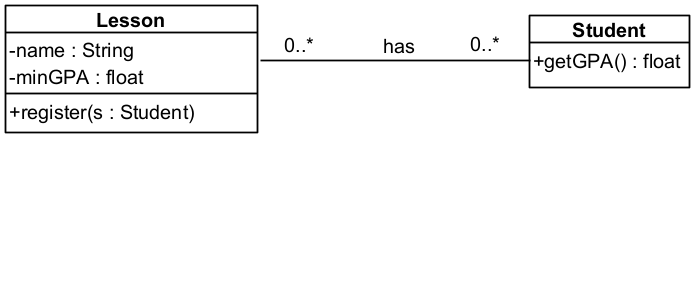 Lesson
-name : String
-minGPA : float
+register(s : Student)
0..*
has
0..*
Student
+getGPA() : float